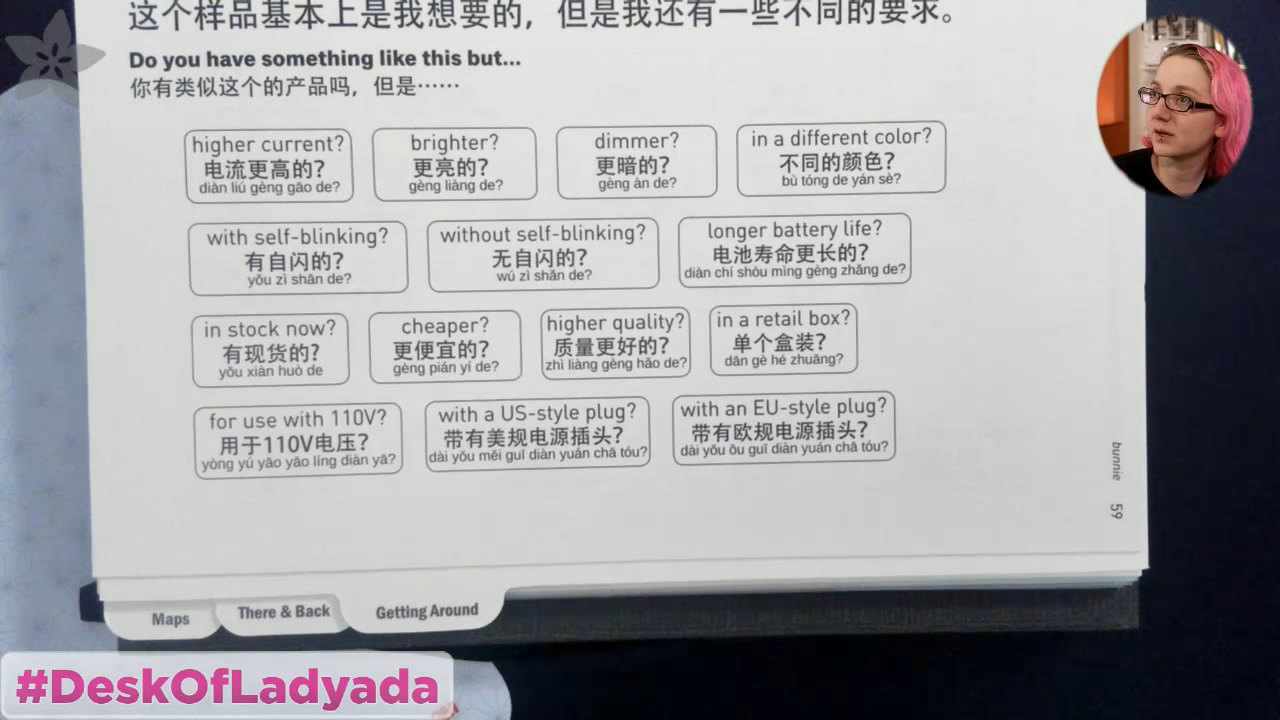 这个样品基本上是我想要的，但是我还有一些不同的要求。
Do you have something like this but...
你有类似这个的产品吗，但是……
higher current?
电流更高的？
diàn liú gèng gāo de?
brighter?
更亮的？
gèng liàng de?
dimmer?
更暗的？
gèng àn de?
in a different color?
不同的颜色？
bù tóng de yán sè?
with self-blinking?
有自闪的？
yǒu zì shǎn de?
without self-blinking?
无自闪的？
wú zì shǎn de?
longer battery life?
电池寿命更长的？
diàn chí shòu mìng gèng zhǎng de?
in stock now?
有现货的？
yǒu xiàn huò de
cheaper?
更便宜的？
gèng pián yí de?
higher quality?
质量更好的？
zhì liàng gèng hǎo de?
in a retail box?
单个盒装？
dān gè hé zhuāng?
for use with 110V?
用于110V电压？
yòng yú yāo yāo líng diàn yā?
with a US-style plug?
带有美规电源插头？
dài yǒu měi guī diàn yuán chā tóu?
with an EU-style plug?
带有欧规电源插头？
dài yǒu ōu guī diàn yuán chā tóu?
bunnie 59
Maps
There & Back
Getting Around
#DeskOfLadyada